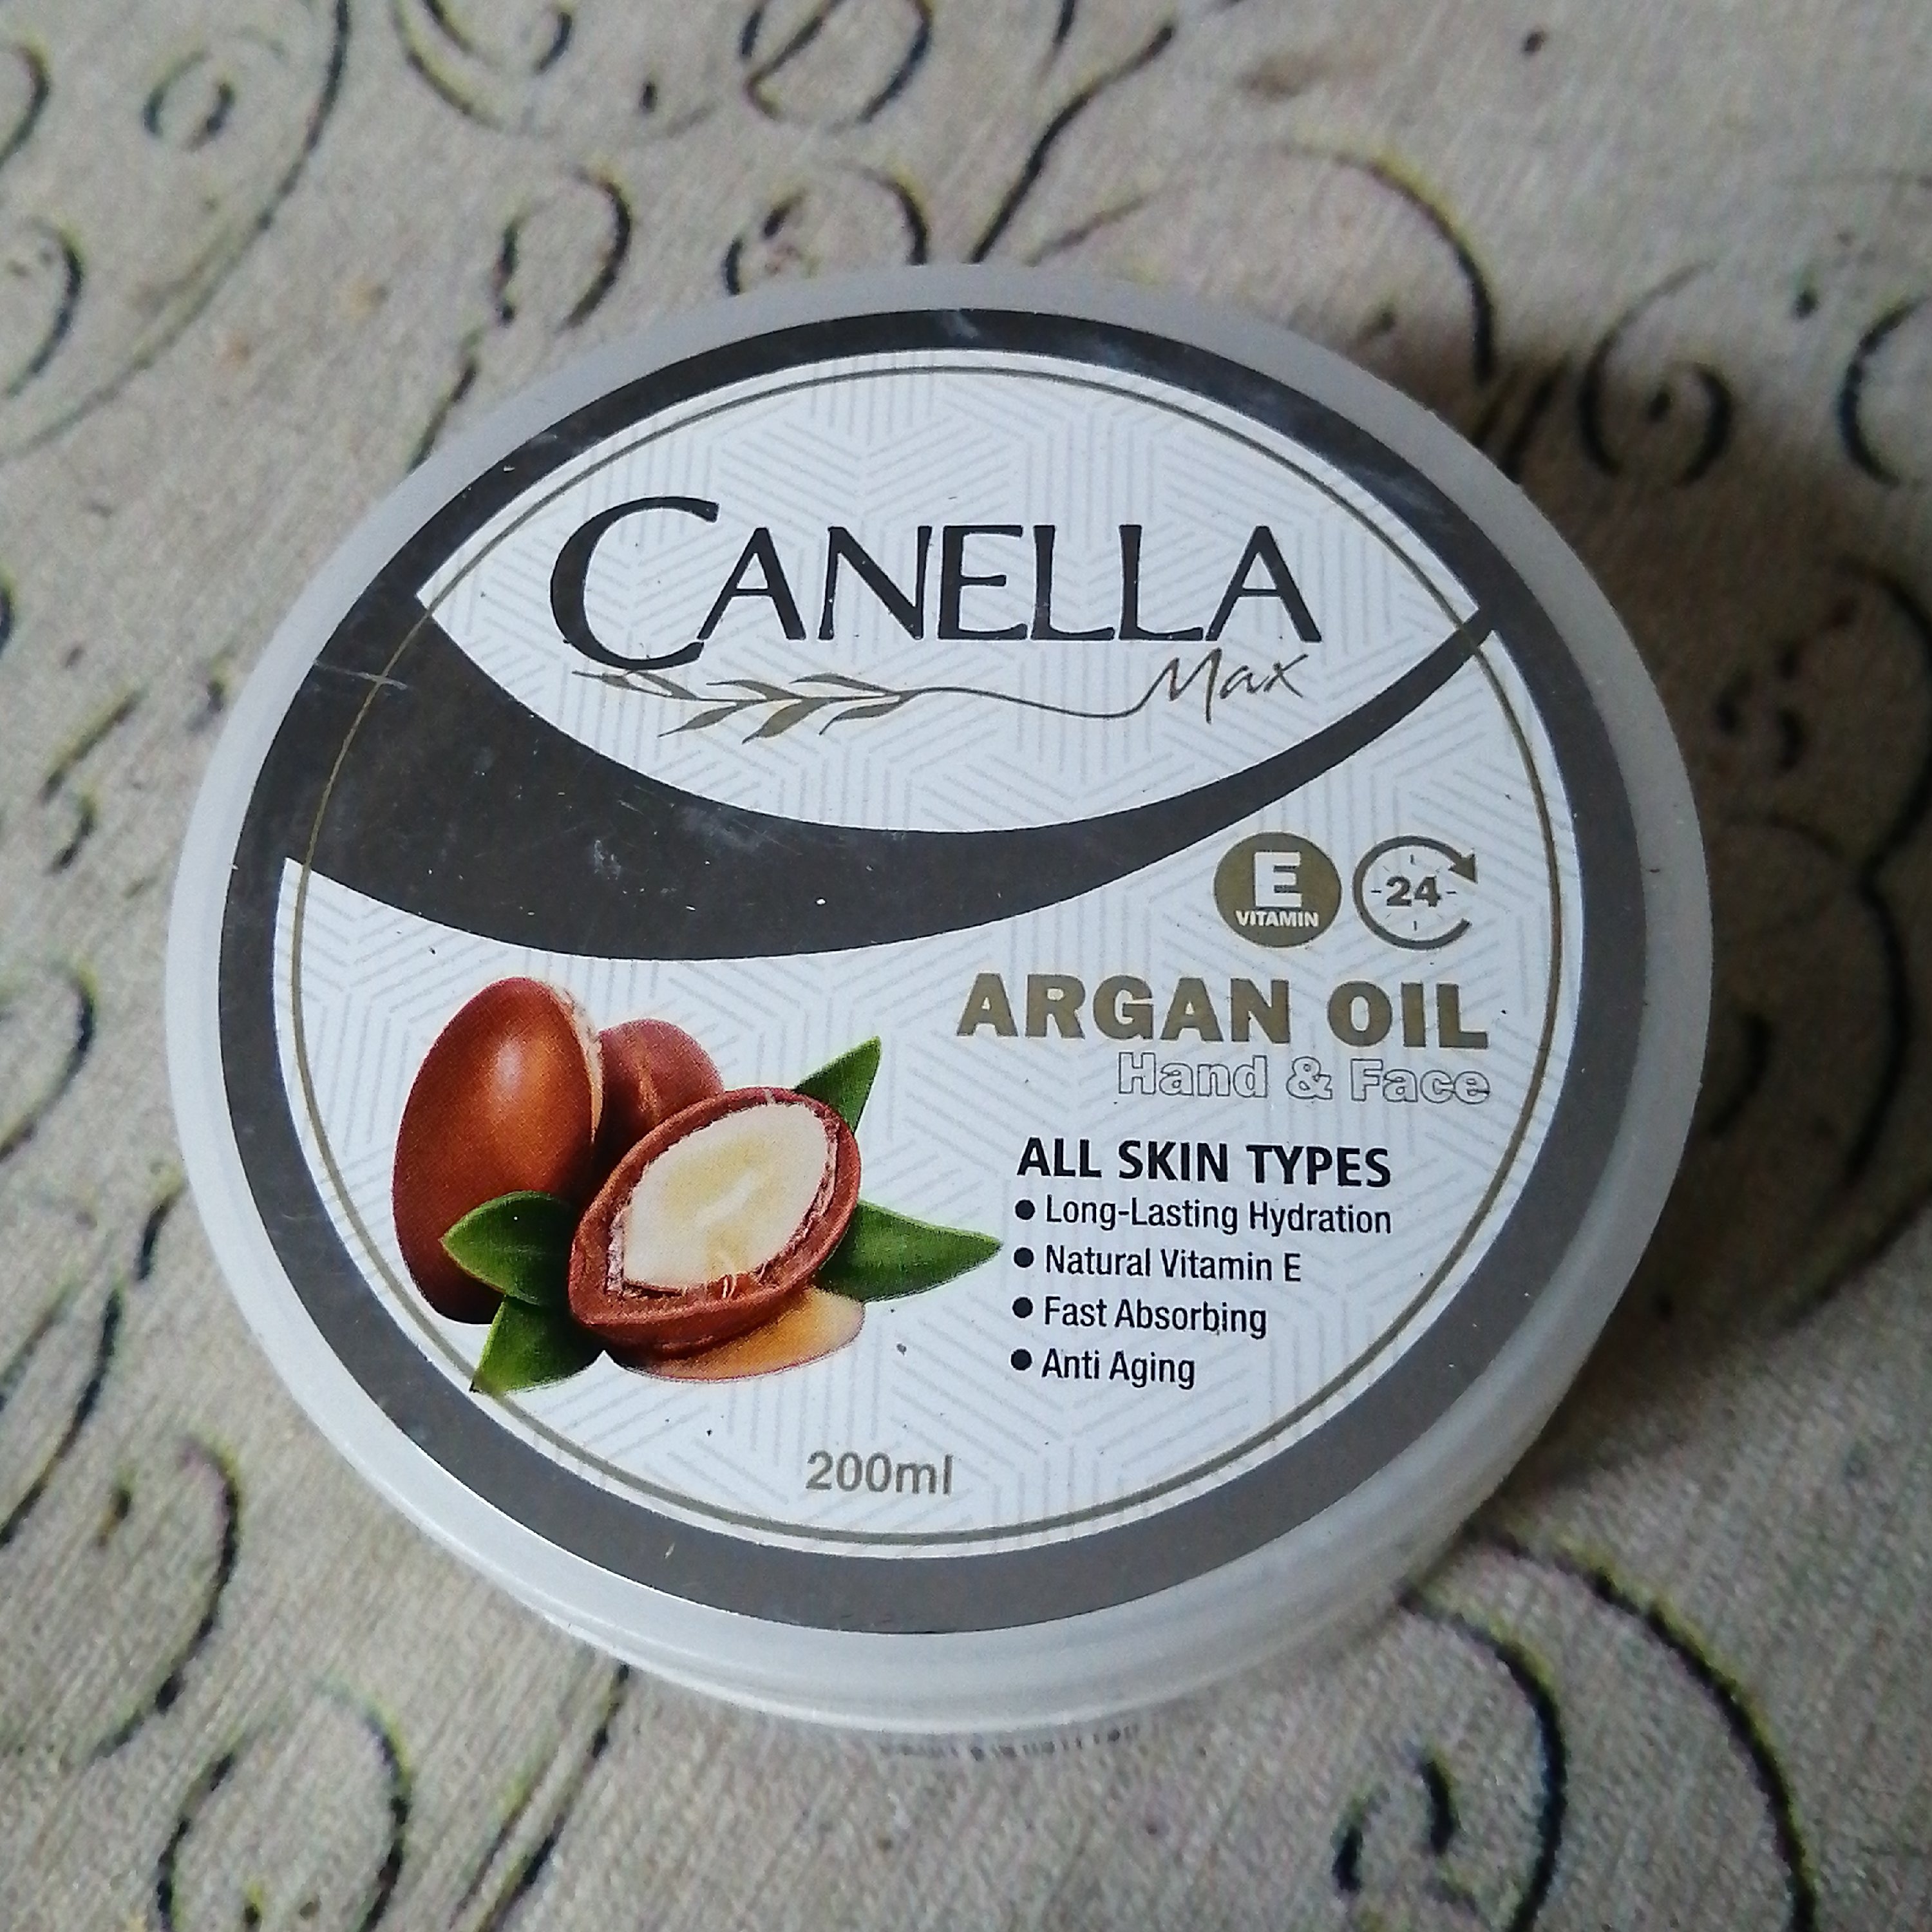 CANELLA
Max
E
VITAMIN
24
ARGAN OIL
Hand & Face
ALL SKIN TYPES
• Long-Lasting Hydration
• Natural Vitamin E
• Fast Absorbing
• Anti Aging
200ml